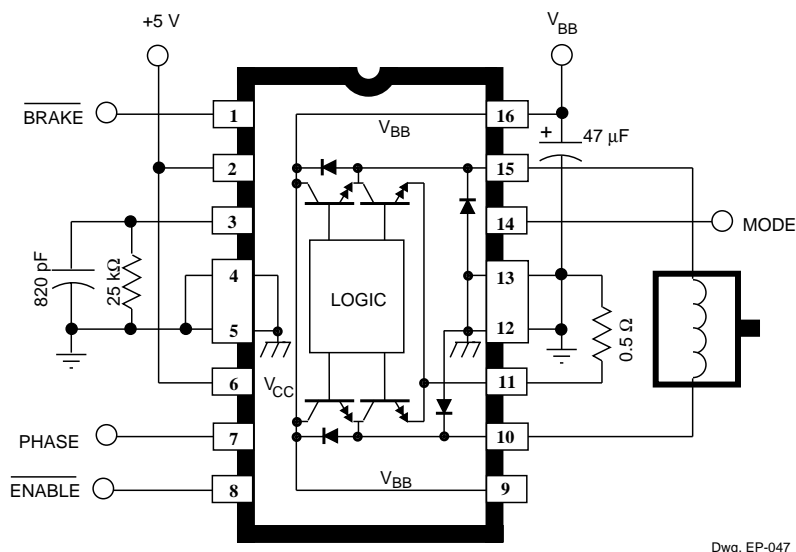 +5 V
V_BB
BRAKE
1
V_BB
16
+
47 µF
2
15
3
14
MODE
820 pF
25 kΩ
4
13
LOGIC
5
12
0.5 Ω
V_CC
6
11
PHASE
7
10
ENABLE
8
V_BB
9
Dwg. EP-047